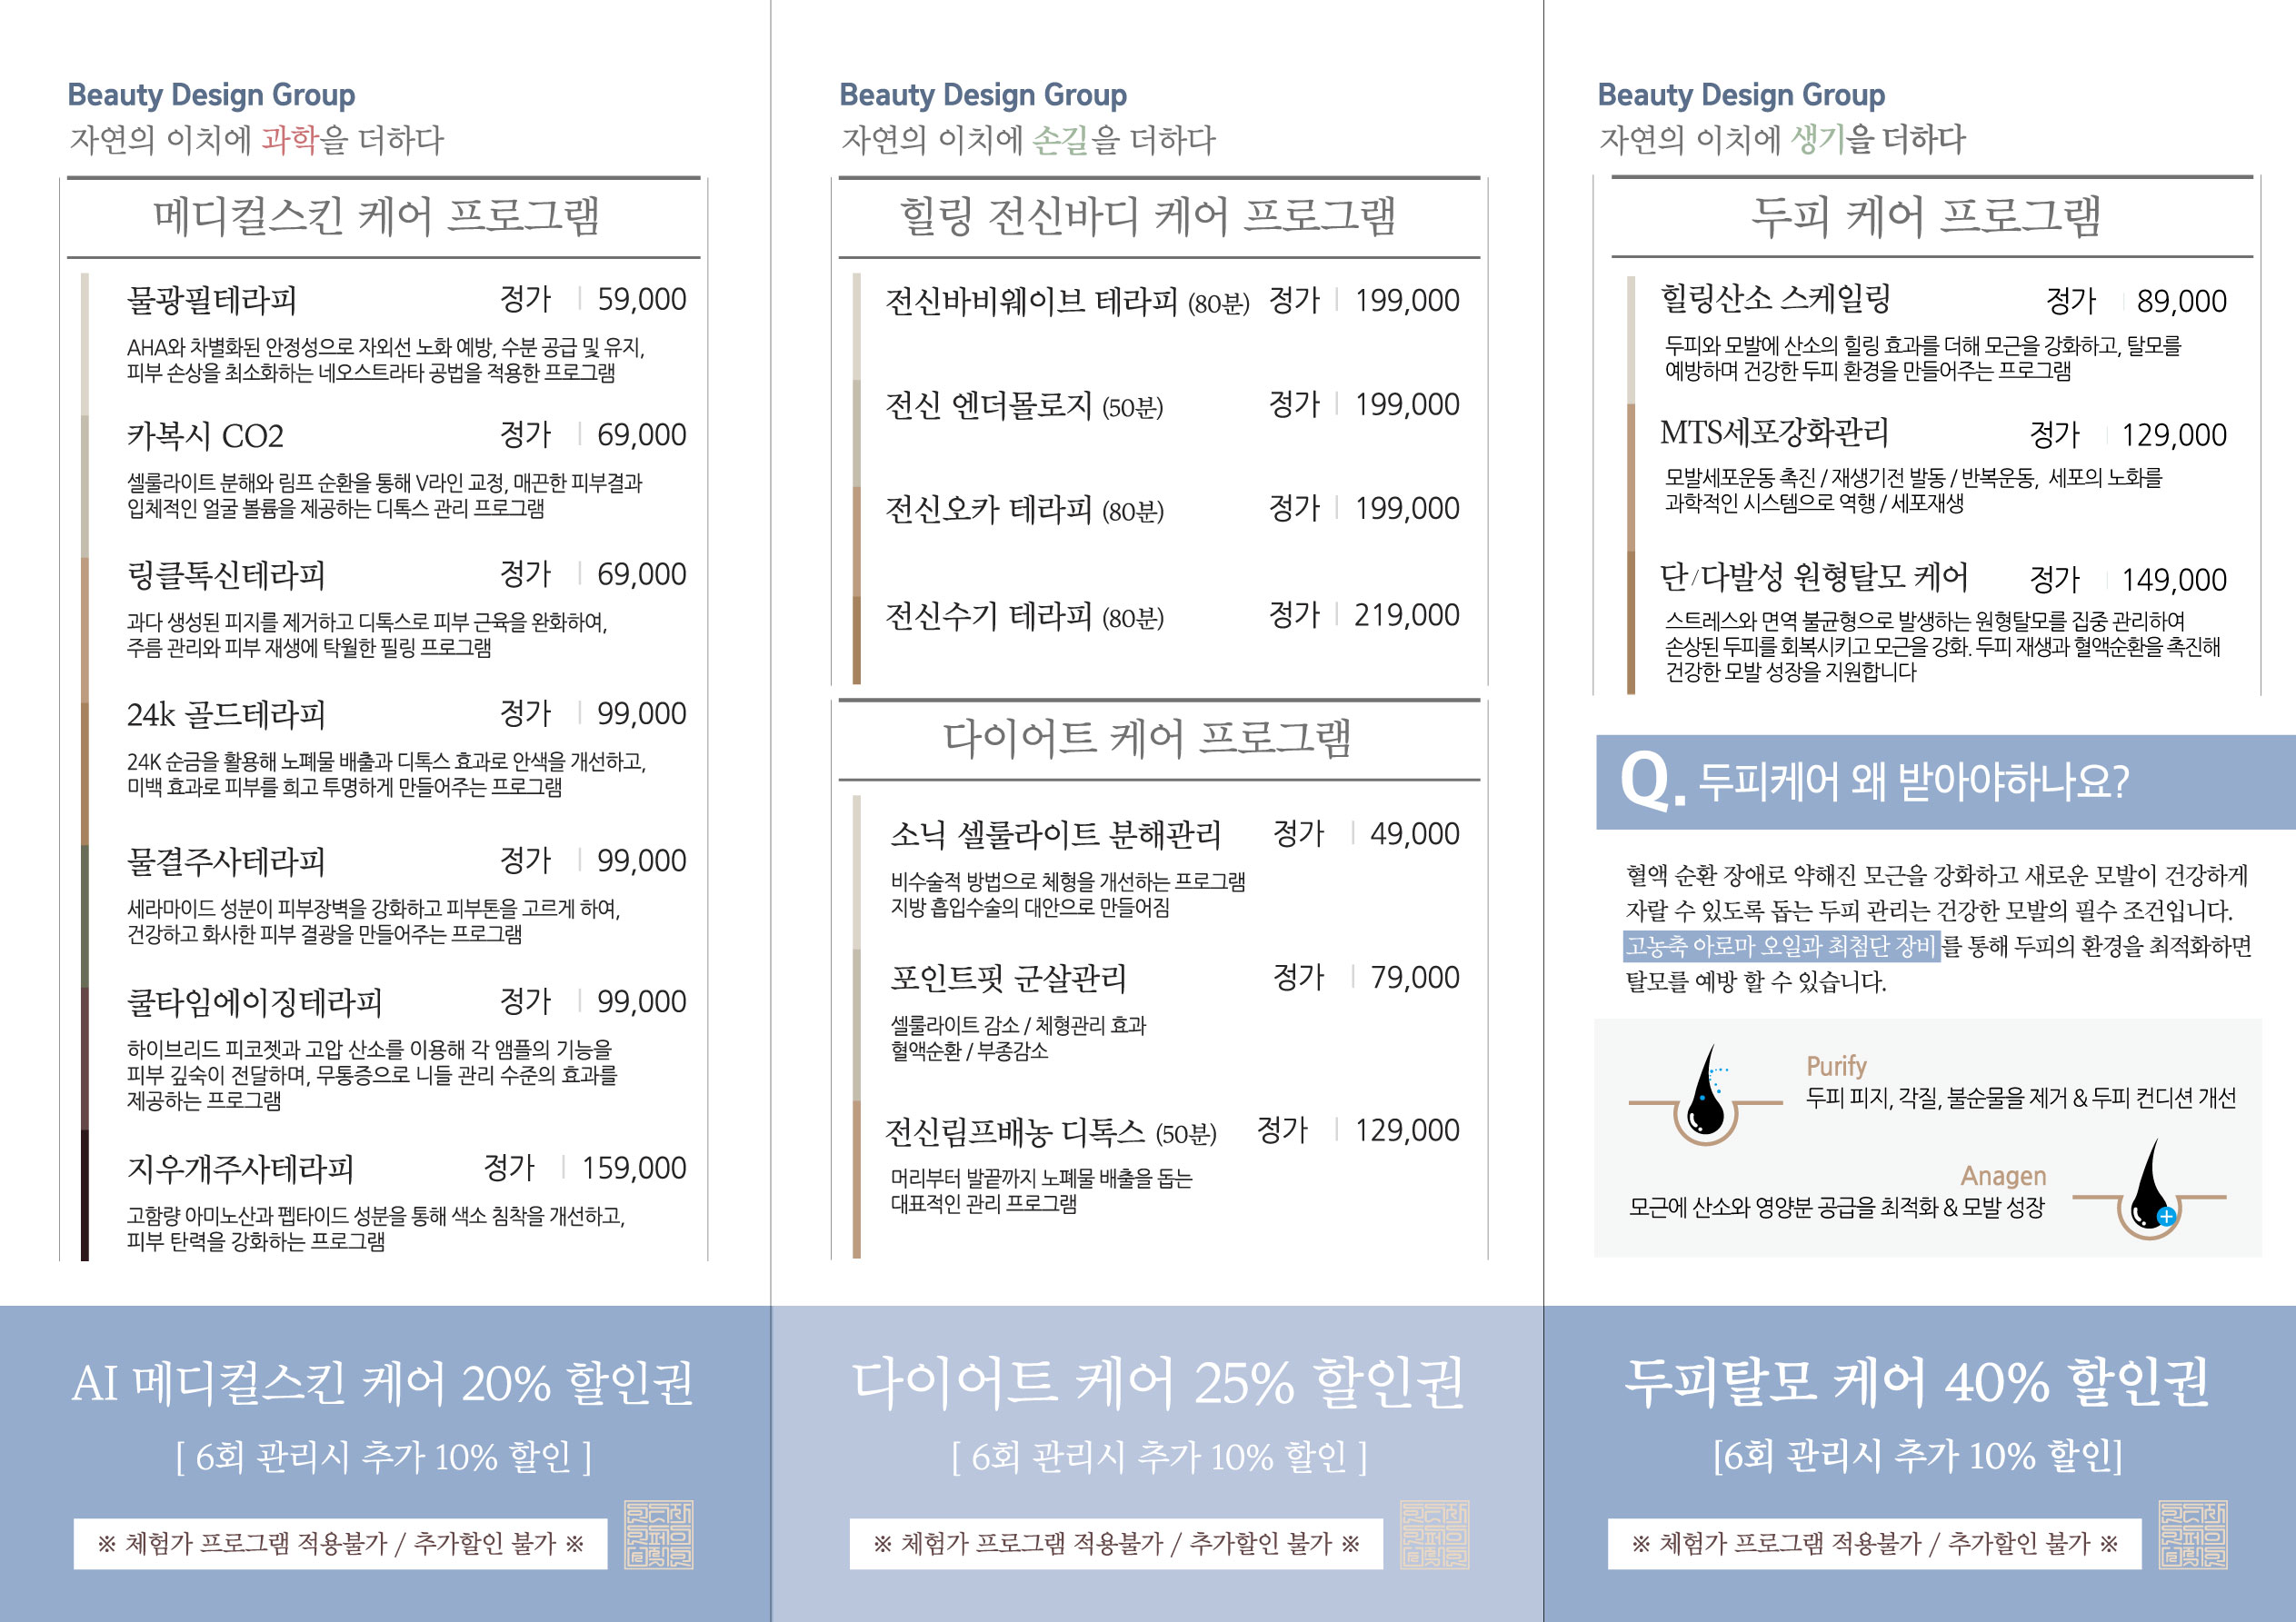 Beauty Design Group
자연의 이치에 과학을 더하다
메디컬스킨 케어 프로그램
물광필테라피 정가 | 59,000
AHA와 차별화된 안정성으로 자외선 노화 예방, 수분 공급 및 유지,
피부 손상을 최소화하는 네오스트라타 공법을 적용한 프로그램
카복시 CO2 정가 | 69,000
셀룰라이트 분해와 림프 순환을 통해 V라인 교정, 매끈한 피부결과
입체적인 얼굴 볼륨을 제공하는 디톡스 관리 프로그램
링클톡신테라피 정가 | 69,000
과다 생성된 피지를 제거하고 디톡스로 피부 근육을 완화하여,
주름 관리와 피부 재생에 탁월한 필링 프로그램
24k 골드테라피 정가 | 99,000
24K 순금을 활용해 노폐물 배출과 디톡스 효과로 안색을 개선하고,
미백 효과로 피부를 희고 투명하게 만들어주는 프로그램
물결주사테라피 정가 | 99,000
세라마이드 성분이 피부장벽을 강화하고 피부톤을 고르게 하여,
건강하고 화사한 피부 결광을 만들어주는 프로그램
쿨타임에이징테라피 정가 | 99,000
하이브리드 피코젯과 고압 산소를 이용해 각 앰플의 기능을
피부 깊숙이 전달하며, 무통증으로 니들 관리 수준의 효과를
제공하는 프로그램
지우개주사테라피 정가 | 159,000
고함량 아미노산과 펩타이드 성분을 통해 색소 침착을 개선하고,
피부 탄력을 강화하는 프로그램
AI 메디컬스킨 케어 20% 할인권
[ 6회 관리시 추가 10% 할인 ]
※ 체험가 프로그램 적용불가 / 추가할인 불가 ※
Beauty Design Group
자연의 이치에 손길을 더하다
힐링 전신바디 케어 프로그램
전신바비웨이브 테라피 (80분) 정가 | 199,000
전신 엔더몰로지 (50분) 정가 | 199,000
전신오카 테라피 (80분) 정가 | 199,000
전신수기 테라피 (80분) 정가 | 219,000
다이어트 케어 프로그램
소닉 셀룰라이트 분해관리 정가 | 49,000
비수술적 방법으로 체형을 개선하는 프로그램
지방 흡입수술의 대안으로 만들어짐
포인트핏 군살관리 정가 | 79,000
셀룰라이트 감소 / 체형관리 효과
혈액순환 / 부종감소
전신림프배농 디톡스 (50분) 정가 | 129,000
머리부터 발끝까지 노폐물 배출을 돕는
대표적인 관리 프로그램
다이어트 케어 25% 할인권
[ 6회 관리시 추가 10% 할인 ]
※ 체험가 프로그램 적용불가 / 추가할인 불가 ※
Beauty Design Group
자연의 이치에 생기을 더하다
두피 케어 프로그램
힐링산소 스케일링 정가 | 89,000
두피와 모발에 산소의 힐링 효과를 더해 모근을 강화하고, 탈모를
예방하며 건강한 두피 환경을 만들어주는 프로그램
MTS세포강화관리 정가 | 129,000
모발세포운동 촉진 / 재생기전 발동 / 반복운동, 세포의 노화를
과학적인 시스템으로 역행 / 세포재생
단/다발성 원형탈모 케어 정가 | 149,000
스트레스와 면역 불균형으로 발생하는 원형탈모를 집중 관리하여
손상된 두피를 회복시키고 모근을 강화. 두피 재생과 혈액순환을 촉진해
건강한 모발 성장을 지원합니다
Q. 두피케어 왜 받아야하나요?
혈액 순환 장애로 약해진 모근을 강화하고 새로운 모발이 건강하게
자랄 수 있도록 돕는 두피 관리는 건강한 모발의 필수 조건입니다.
고농축 아로마 오일과 최첨단 장비를 통해 두피의 환경을 최적화하면
탈모를 예방 할 수 있습니다.
Purify
두피 피지, 각질, 불순물을 제거 & 두피 컨디션 개선
Anagen
모근에 산소와 영양분 공급을 최적화 & 모발 성장
두피탈모 케어 40% 할인권
[6회 관리시 추가 10% 할인]
※ 체험가 프로그램 적용불가 / 추가할인 불가 ※